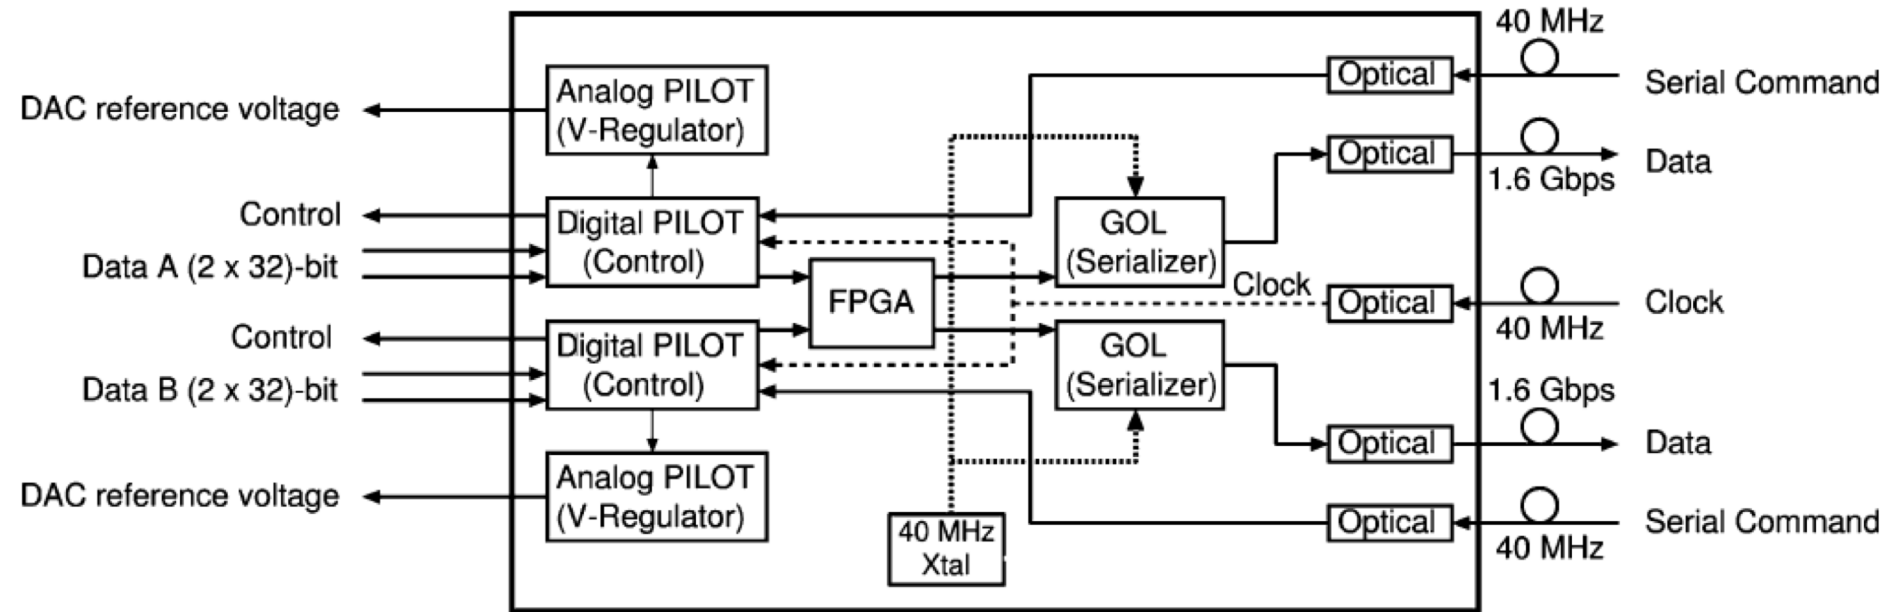 40 MHz
Optical
Serial Command
Analog PILOT
(V-Regulator)
DAC reference voltage
Optical
Data
1.6 Gbps
Control
Digital PILOT
(Control)
GOL
(Serializer)
Data A (2 x 32)-bit
FPGA
Clock
Optical
Clock
40 MHz
Control
Digital PILOT
(Control)
GOL
(Serializer)
Data B (2 x 32)-bit
1.6 Gbps
Optical
Data
Analog PILOT
(V-Regulator)
DAC reference voltage
40 MHz
Xtal
Optical
Serial Command
40 MHz